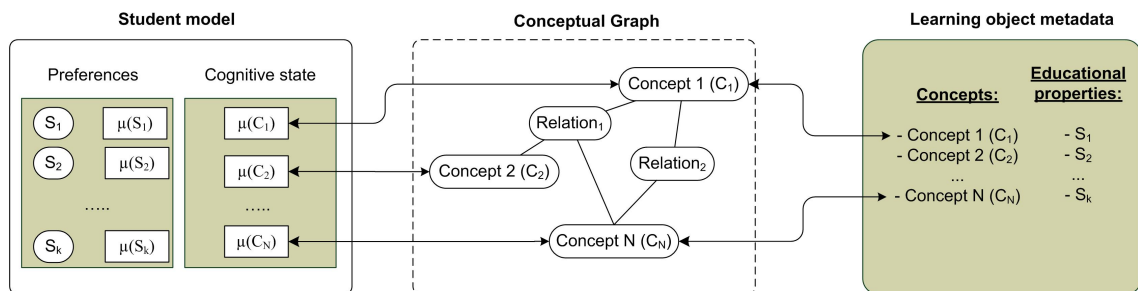 Student model
Preferences
Cognitive state
S1
μ(S1)
μ(C1)
S2
μ(S2)
μ(C2)
.....
.....
Sk
μ(Sk)
μ(CN)
Conceptual Graph
Concept 1 (C1)
Relation1
Concept 2 (C2)
Relation2
Concept N (CN)
Learning object metadata
Concepts:
Educational
properties:
- Concept 1 (C1)
- S1
- Concept 2 (C2)
- S2
...
...
- Concept N (CN)
- Sk